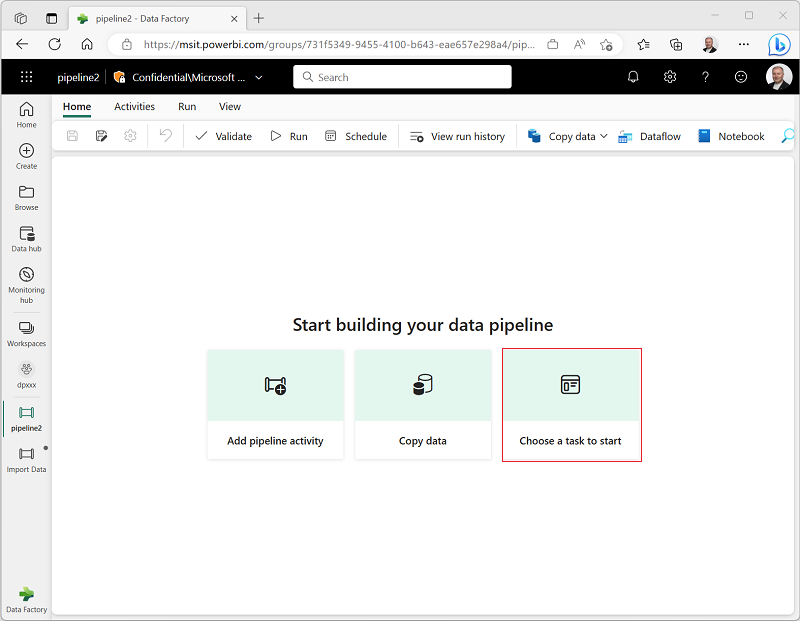 pipeline2 - Data Factory
https://msit.powerbi.com/groups/731f5349-9455-4100-b643-eae657e298a4/pip...
pipeline2 Confidential\Microsoft ... Search
Home Activities Run View
Validate Run Schedule View run history Copy data Dataflow Notebook
Home
Create
Browse
Data hub
Monitoring
hub
Workspaces
dpxxx
pipeline2
Import Data
Data Factory
Start building your data pipeline
Add pipeline activity Copy data Choose a task to start